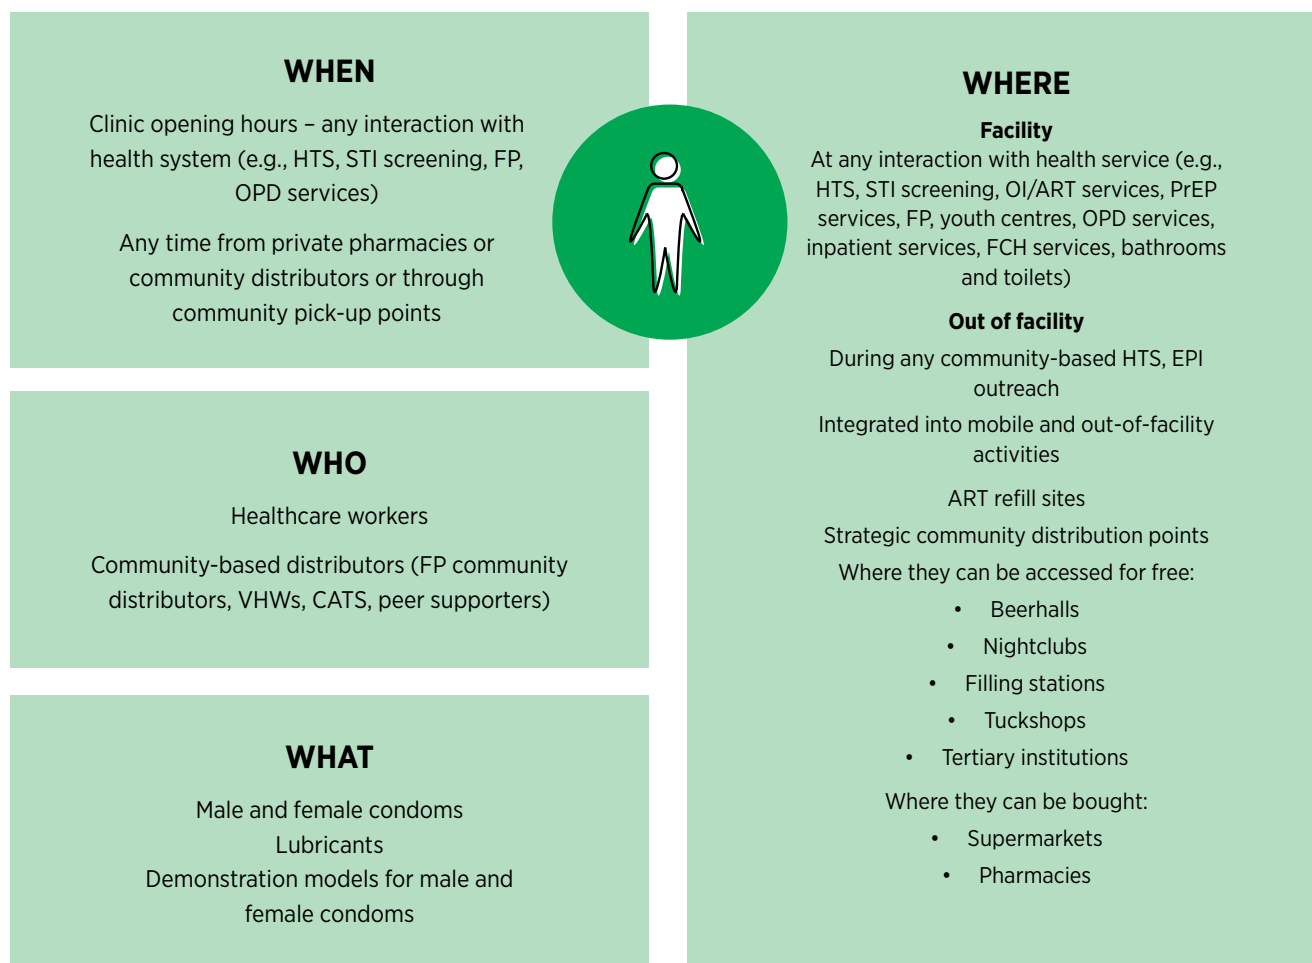 WHEN
Clinic opening hours – any interaction with
health system (e.g., HTS, STI screening, FP,
OPD services)
Any time from private pharmacies or
community distributors or through
community pick-up points
WHO
Healthcare workers
Community-based distributors (FP community
distributors, VHWs, CATS, peer supporters)
WHAT
Male and female condoms
Lubricants
Demonstration models for male and
female condoms
WHERE
Facility
At any interaction with health service (e.g.,
HTS, STI screening, OI/ART services, PrEP
services, FP, youth centres, OPD services,
inpatient services, FCH services, bathrooms
and toilets)
Out of facility
During any community-based HTS, EPI
outreach
Integrated into mobile and out-of-facility
activities
ART refill sites
Strategic community distribution points
Where they can be accessed for free:
• Beerhalls
• Nightclubs
• Filling stations
• Tuckshops
• Tertiary institutions
Where they can be bought:
• Supermarkets
• Pharmacies